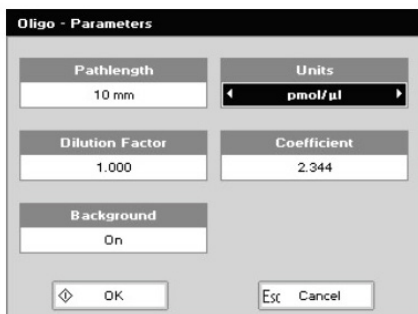 Oligo - Parameters
Pathlength
10 mm
Units
pmol/µl
Dilution Factor
1.000
Coefficient
2.344
Background
On
OK
Esc Cancel